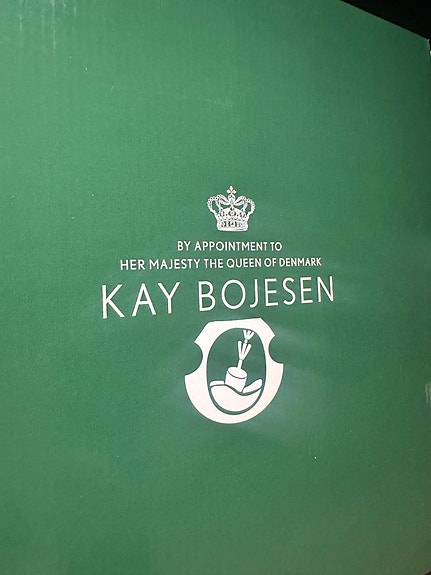 BY APPOINTMENT TO
HER MAJESTY THE QUEEN OF DENMARK
KAY BOJESEN